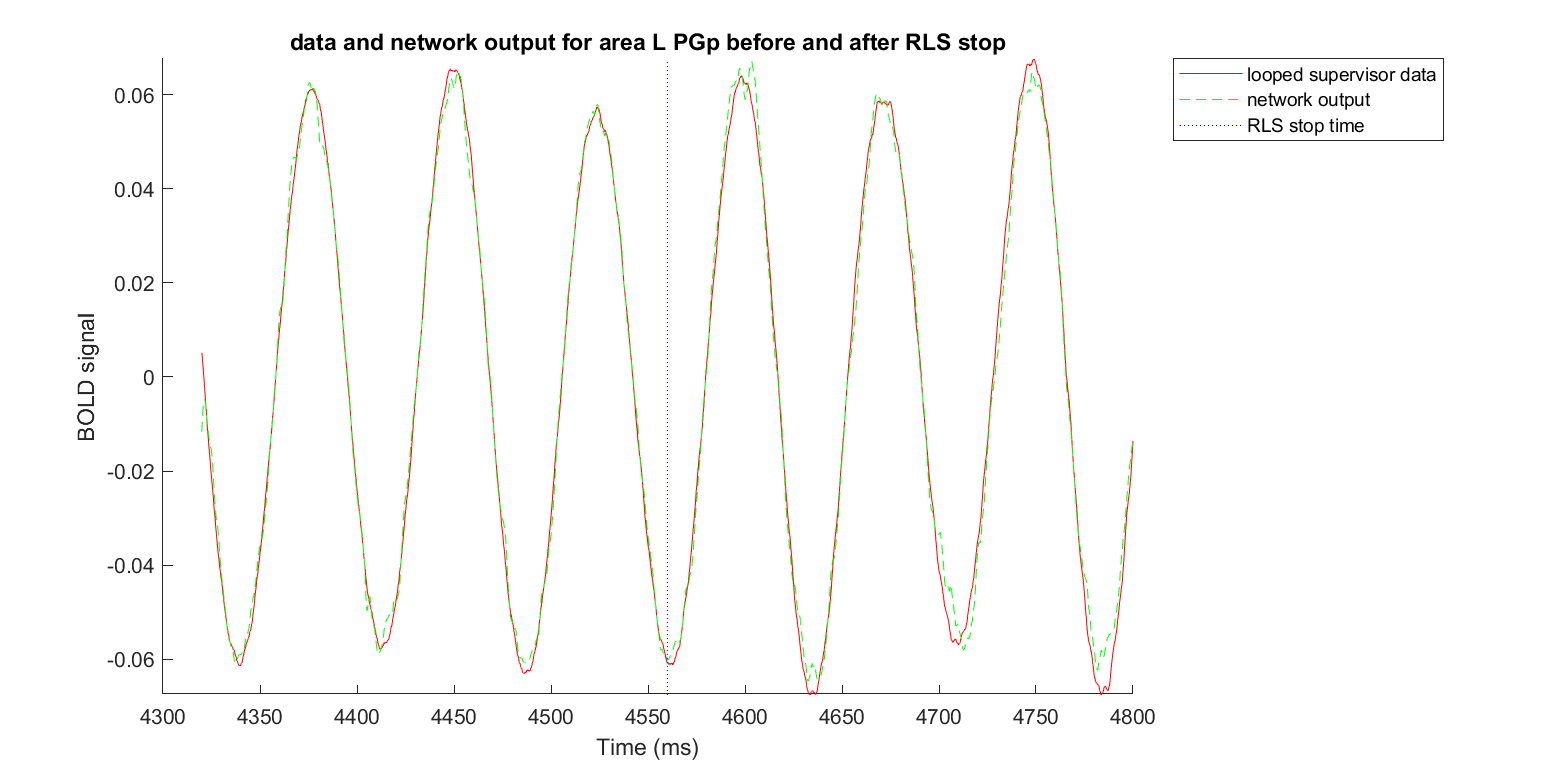 data and network output for area L PGp before and after RLS stop
looped supervisor data
network output
RLS stop time
BOLD signal
0.06
0.04
0.02
0
-0.02
-0.04
-0.06
4300 4350 4400 4450 4500 4550 4600 4650 4700 4750 4800
Time (ms)